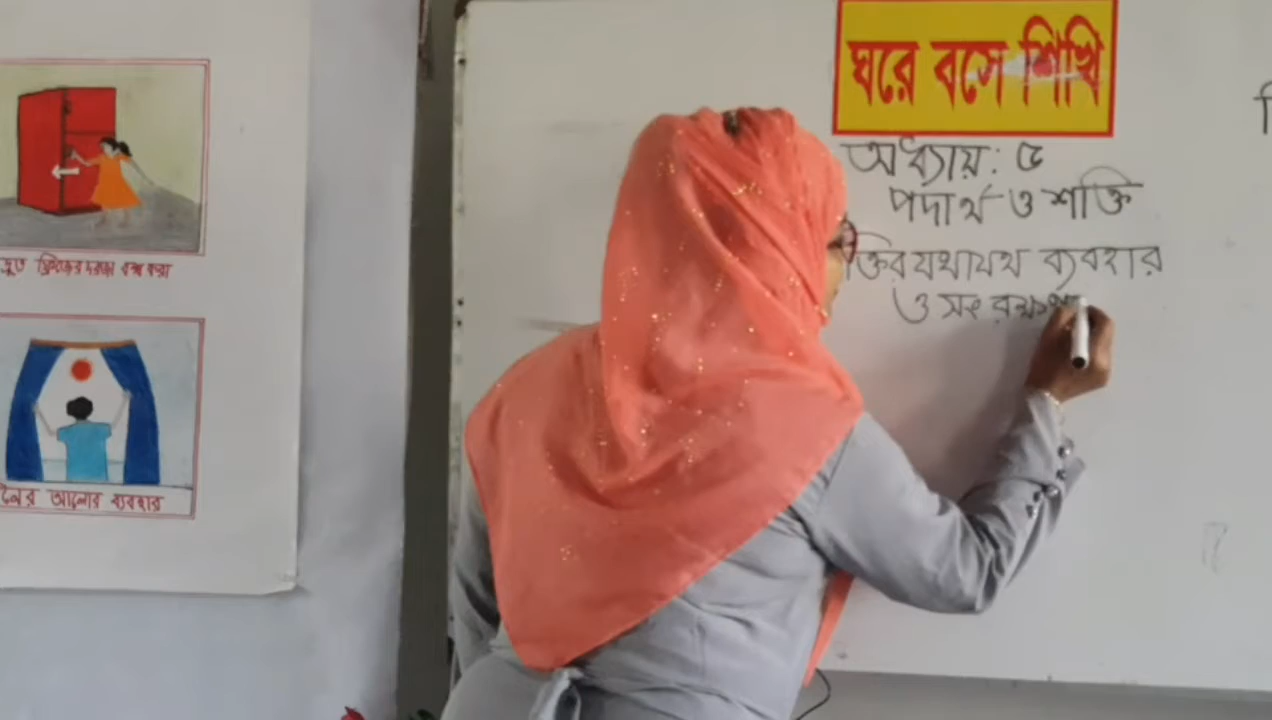 ঘরে বসে শিখি
অধ্যায়: ৫
পদার্থ ও শক্তি
ক্তির যথাযথ ব্যবহার
ও সংরক্ষণ
দ্রুত ফ্রিজের দরজা বন্ধ করা
নের আলোর ব্যবহার